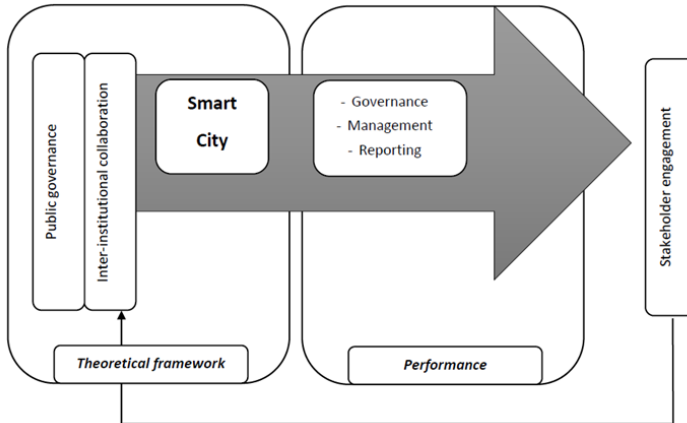 Public governance
Inter-institutional collaboration
Smart
City
- Governance
- Management
- Reporting
Stakeholder engagement
Theoretical framework
Performance